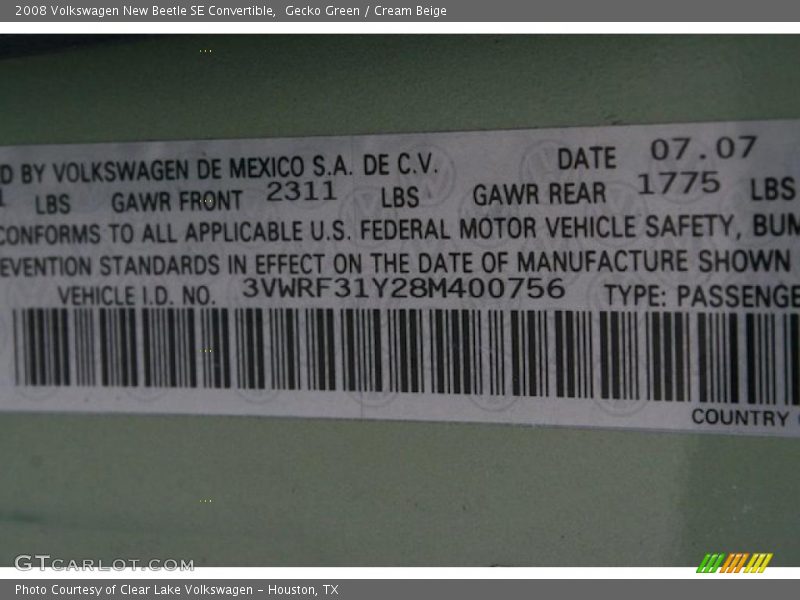 2008 Volkswagen New Beetle SE Convertible,  Gecko Green / Cream Beige
D BY VOLKSWAGEN DE MEXICO S.A. DE C.V. DATE 07.07
LBS GAWR FRONT 2311 LBS GAWR REAR 1775 LBS
CONFORMS TO ALL APPLICABLE U.S. FEDERAL MOTOR VEHICLE SAFETY, BUM
EVENTION STANDARDS IN EFFECT ON THE DATE OF MANUFACTURE SHOWN
VEHICLE I.D. NO. 3VWRF31Y28M400756 TYPE: PASSENGE
COUNTRY
GTCARLOT.COM
Photo Courtesy of Clear Lake Volkswagen – Houston, TX